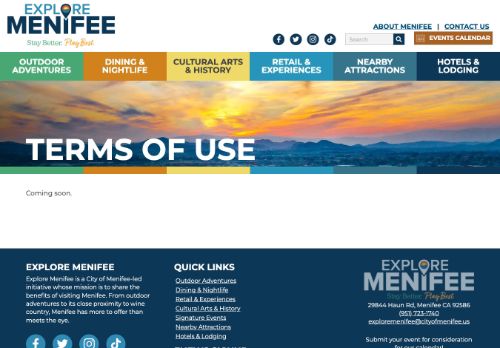 EXPLORE
MENIFEE
Stay Better. Play Best.
ABOUT MENIFEE | CONTACT US
Search
EVENTS CALENDAR
OUTDOOR
ADVENTURES
DINING &
NIGHTLIFE
CULTURAL ARTS
& HISTORY
RETAIL &
EXPERIENCES
NEARBY
ATTRACTIONS
HOTELS &
LODGING
TERMS OF USE
Coming soon.
EXPLORE MENIFEE
Explore Menifee is a City of Menifee-led
initiative whose mission is to share the
benefits of visiting Menifee. From outdoor
adventures to its close proximity to wine
country, Menifee has more to offer than
meets the eye.
QUICK LINKS
Outdoor Adventures
Dining & Nightlife
Retail & Experiences
Cultural Arts & History
Signature Events
Nearby Attractions
Hotels & Lodging
EXPLORE
MENIFEE
Stay Better. Play Best.
29844 Haun Rd, Menifee CA 92586
(951) 723-1740
exploremenifee@cityofmenifee.us
Submit your event for consideration
for our calendar!